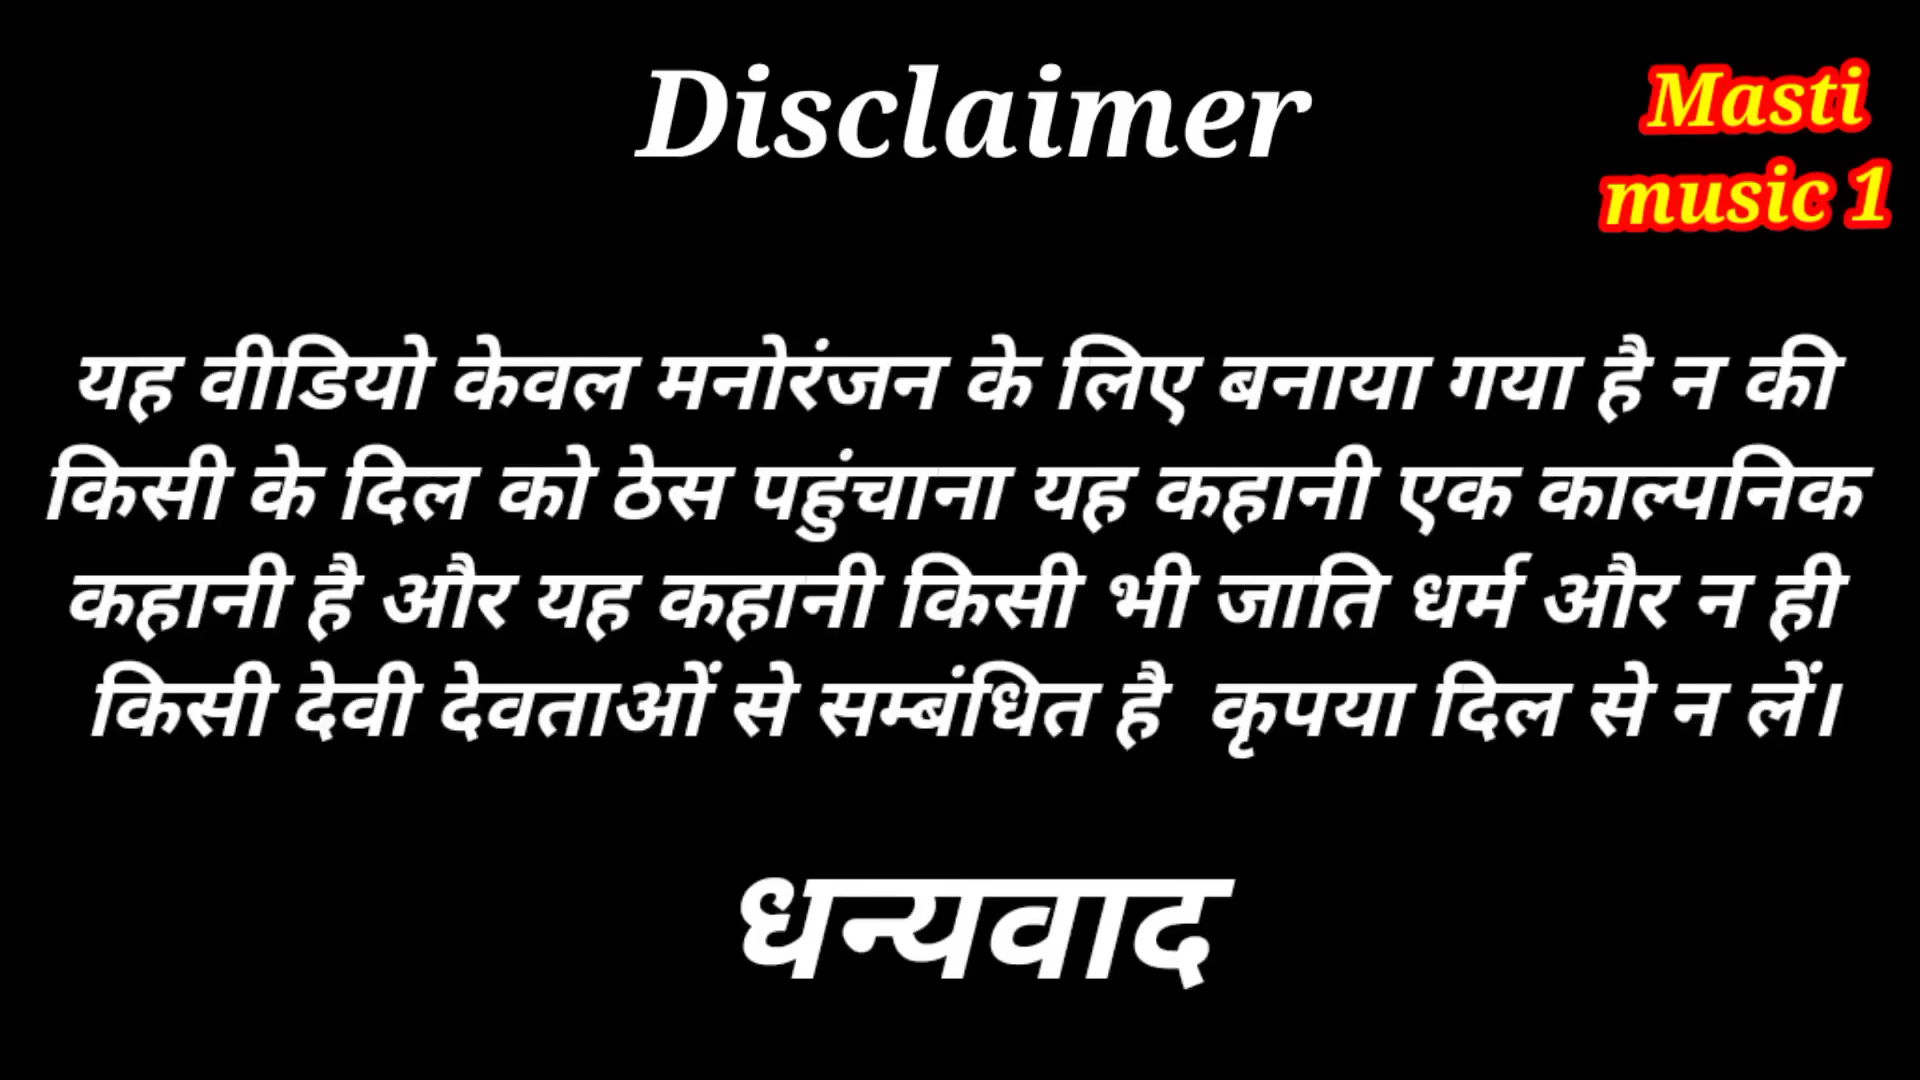 Disclaimer
Masti
music 1
यह वीडियो केवल मनोरंजन के लिए बनाया गया है न की
किसी के दिल को ठेस पहुंचाना यह कहानी एक काल्पनिक
कहानी है और यह कहानी किसी भी जाति धर्म और न ही
किसी देवी देवताओं से सम्बंधित है कृपया दिल से न लें।
धन्यवाद